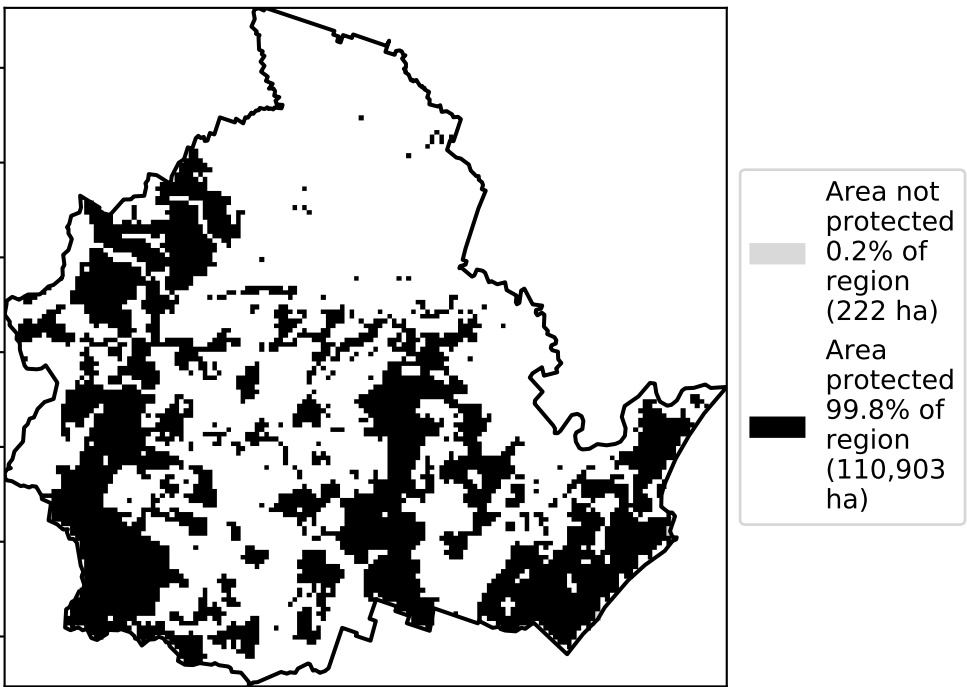 Area not
protected
0.2% of
region
(222 ha)
Area
protected
99.8% of
region
(110,903
ha)